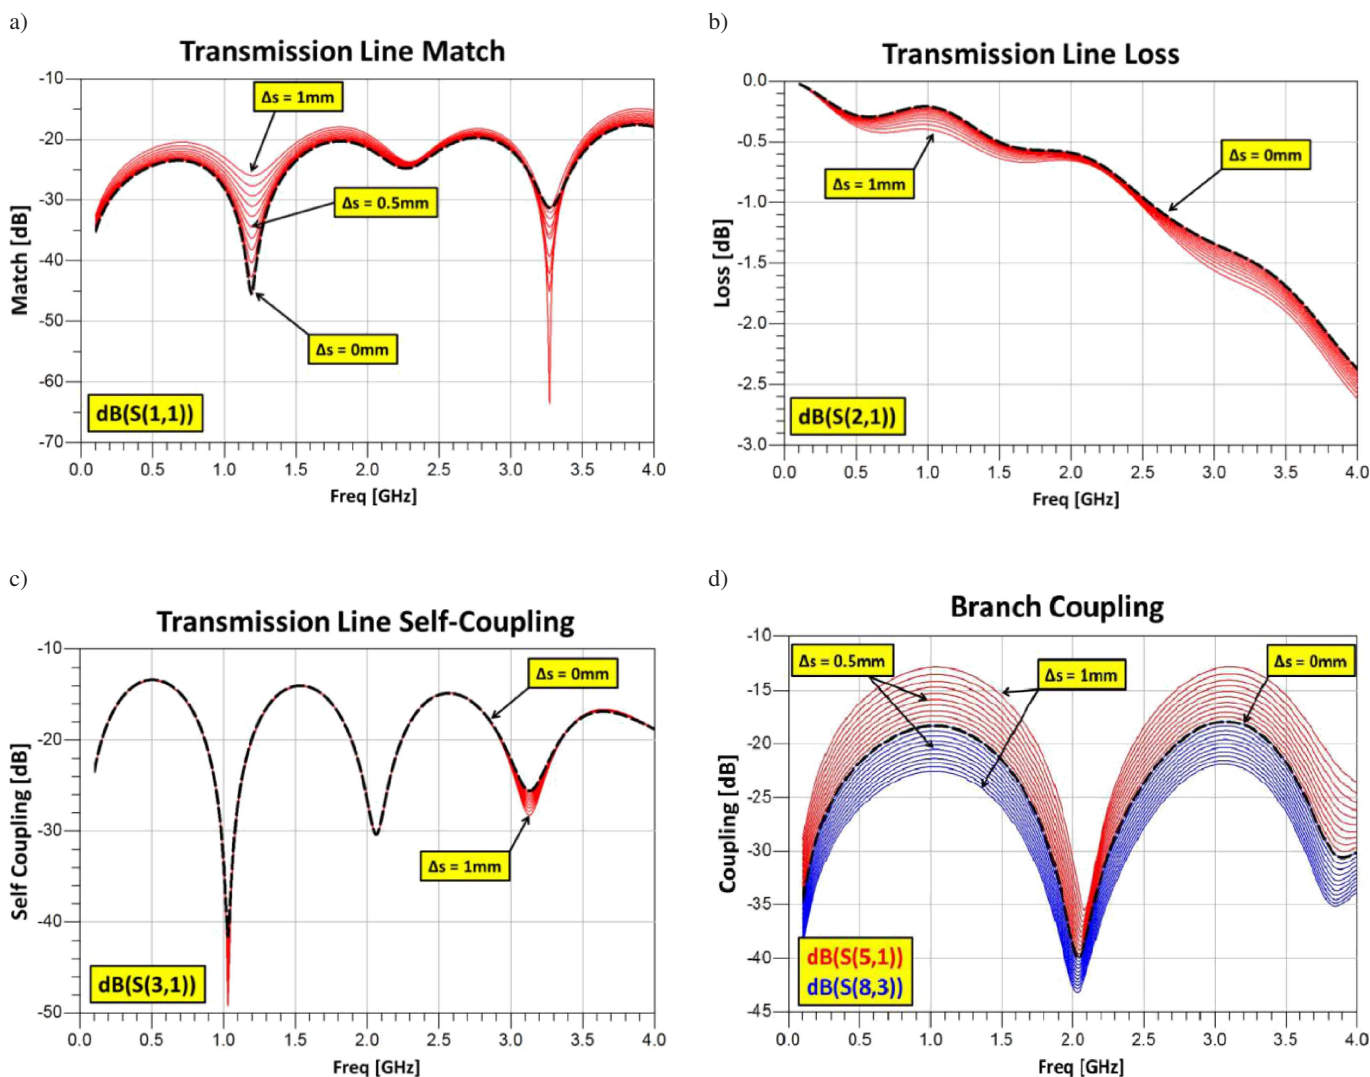 a)
Transmission Line Match
-10
-20
-30
-40
-50
-60
-70
Match [dB]
Δs = 1mm
Δs = 0.5mm
Δs = 0mm
dB(S(1,1))
0.0 0.5 1.0 1.5 2.0 2.5 3.0 3.5 4.0
Freq [GHz]
b)
Transmission Line Loss
0.0
-0.5
-1.0
-1.5
-2.0
-2.5
-3.0
Loss [dB]
Δs = 0mm
Δs = 1mm
dB(S(2,1))
0.0 0.5 1.0 1.5 2.0 2.5 3.0 3.5 4.0
Freq [GHz]
c)
Transmission Line Self-Coupling
-10
-20
-30
-40
-50
Self Coupling [dB]
Δs = 0mm
Δs = 1mm
dB(S(3,1))
0.0 0.5 1.0 1.5 2.0 2.5 3.0 3.5 4.0
Freq [GHz]
d)
Branch Coupling
-10
-15
-20
-25
-30
-35
-40
-45
Coupling [dB]
Δs = 0.5mm
Δs = 1mm
Δs = 0mm
dB(S(5,1))
dB(S(8,3))
0.0 0.5 1.0 1.5 2.0 2.5 3.0 3.5 4.0
Freq [GHz]